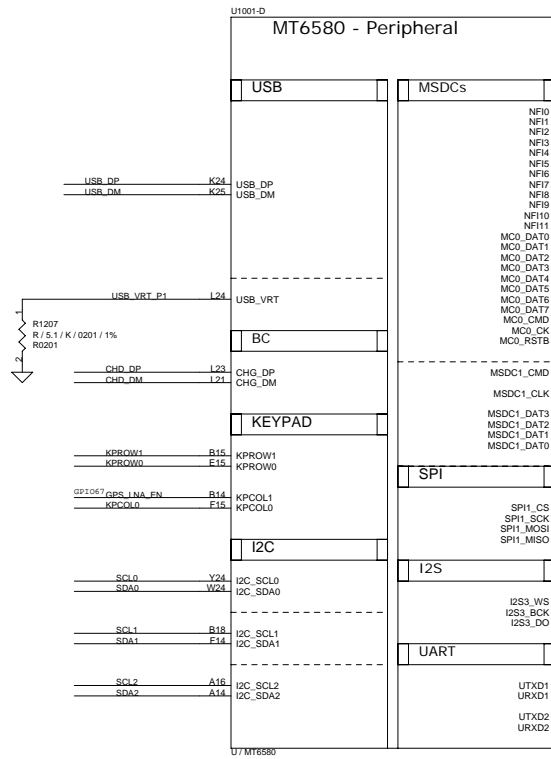 U1001-D
MT6580 - Peripheral
USB
USB_DP K24 USB_DP
USB_DM K25 USB_DM
USB_VRT_P1 L24 USB_VRT
1
R1207
R / 5.1 / K / 0201 / 1%
R0201
2
BC
CHD_DP L23 CHG_DP
CHD_DM L21 CHG_DM
KEYPAD
KPROW1 B15 KPROW1
KPROW0 E15 KPROW0
GPIO67 GPS_LNA_EN B14 KPCOL1
KPCOL0 F15 KPCOL0
I2C
SCL0 Y24 I2C_SCL0
SDA0 W24 I2C_SDA0
SCL1 B18 I2C_SCL1
SDA1 F14 I2C_SDA1
SCL2 A16 I2C_SCL2
SDA2 A14 I2C_SDA2
U / MT6580
MSDCs
NFI0
NFI1
NFI2
NFI3
NFI4
NFI5
NFI6
NFI7
NFI8
NFI9
NFI10
NFI11
MC0_DAT0
MC0_DAT1
MC0_DAT2
MC0_DAT3
MC0_DAT4
MC0_DAT5
MC0_DAT6
MC0_DAT7
MC0_CMD
MC0_CK
MC0_RSTB
MSDC1_CMD
MSDC1_CLK
MSDC1_DAT3
MSDC1_DAT2
MSDC1_DAT1
MSDC1_DAT0
SPI
SPI1_CS
SPI1_SCK
SPI1_MOSI
SPI1_MISO
I2S
I2S3_WS
I2S3_BCK
I2S3_DO
UART
UTXD1
URXD1
UTXD2
URXD2